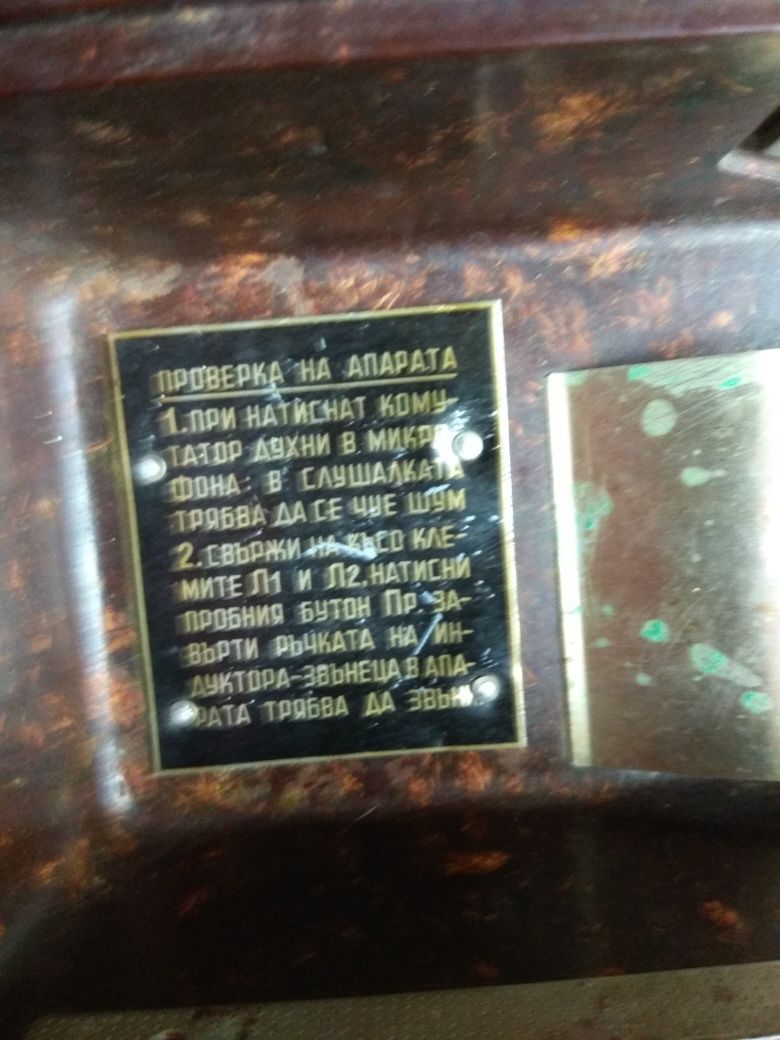 ПРОВЕРКА НА АПАРАТА
1. ПРИ НАТИСНАТ КОМУ-
ТАТОР ДУХНИ В МИКРО-
ФОНА: В СЛУШАЛКАТА
ТРЯБВА ДА СЕ ЧУЕ ШУМ
2. СВЪРЖИ НА КЪСО КЛЕ-
МИТЕ Л1 И Л2, НАТИСНИ
ПРОБНИЯ БУТОН ПР. ЗА-
ВЪРТИ РЪЧКАТА НА ИН-
ДУКТОРА-ЗВЪНЕЦА В АПА-
РАТА ТРЯБВА ДА ЗВЪНИ